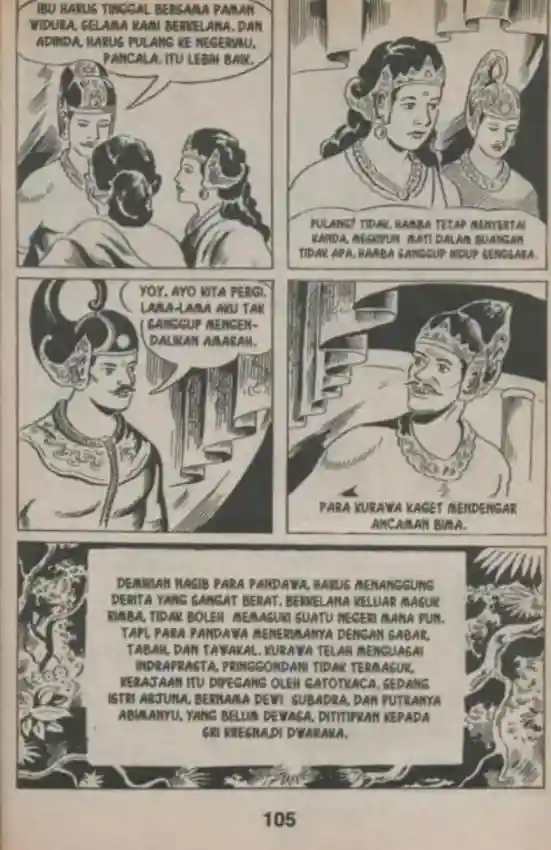 IBU HARUS TINGGAL BERSAMA PAMAN
WIDURA, SELAMA KAMI BERKELANA. DAN
ADINDA, HARUS PULANG KE NEGERIMU,
PANCALA. ITU LEBIH BAIK.
PULANG? TIDAK, HAMBA TETAP MENYERTAI
KANDA, MESKIPUN MATI DALAM BUANGAN
TIDAK APA, HAMBA SANGGUP HIDUP SENGSARA.
YOY, AYO KITA PERGI.
LAMA-LAMA AKU TAK
SANGGUP MENGEN-
DALIKAN AMARAH.
PARA KURAWA KAGET MENDENGAR
ANCAMAN BIMA.
DEMIKIAN NASIB PARA PANDAWA, HARUS MENANGGUNG
DERITA YANG SANGAT BERAT. BERKELANA KELUAR MASUK
RIMBA, TIDAK BOLEH MEMASUKI SUATU NEGERI MANA PUN.
TAPI, PARA PANDAWA MENERIMANYA DENGAN SABAR,
TABAH, DAN TAWAKAL. KURAWA TELAH MENGUASAI
INDRAPRASTA, PRINGGONDANI TIDAK TERMASUK,
KERAJAAN ITU DIPEGANG OLEH GATOTKACA. SEDANG
ISTRI ARJUNA, BERNAMA DEWI SUBADRA, DAN PUTRANYA
ABIMANYU, YANG BELUM DEWASA, DITITIPKAN KEPADA
SRI KRESNA,DI DWARAKA.
105